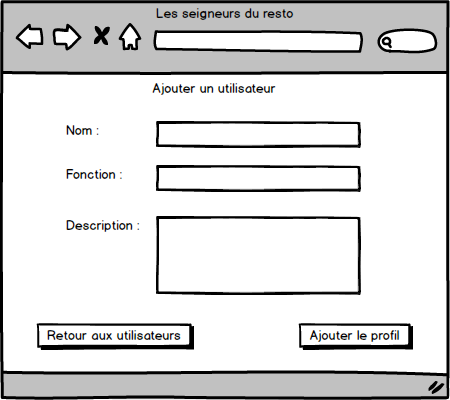 Les seigneurs du resto
Ajouter un utilisateur
Nom :
Fonction :
Description :
Retour aux utilisateurs
Ajouter le profil